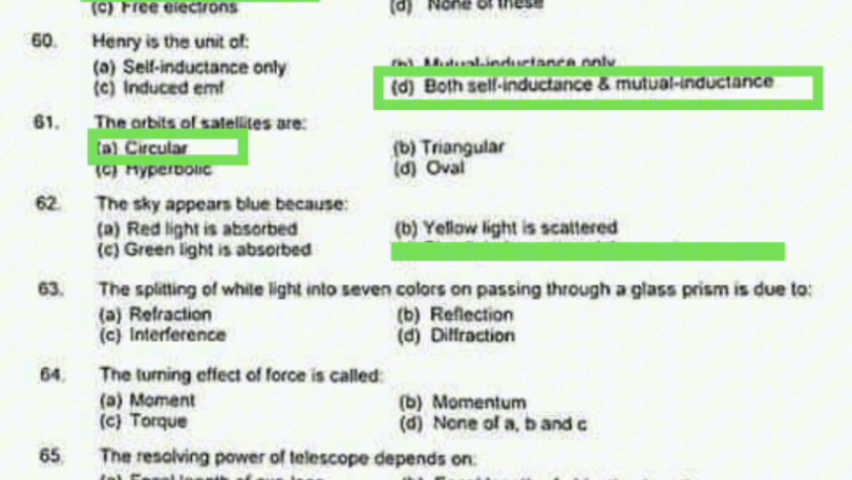 (c) Free electrons (d) None of these
60. Henry is the unit of:
(a) Self-inductance only (b) Mutual-inductance only
(c) Induced emf (d) Both self-inductance & mutual-inductance
61. The orbits of satellites are:
(a) Circular (b) Triangular
(c) Hyperbolic (d) Oval
62. The sky appears blue because:
(a) Red light is absorbed (b) Yellow light is scattered
(c) Green light is absorbed
63. The splitting of white light into seven colors on passing through a glass prism is due to:
(a) Refraction (b) Reflection
(c) Interference (d) Diffraction
64. The turning effect of force is called:
(a) Moment (b) Momentum
(c) Torque (d) None of a, b and c
65. The resolving power of telescope depends on: